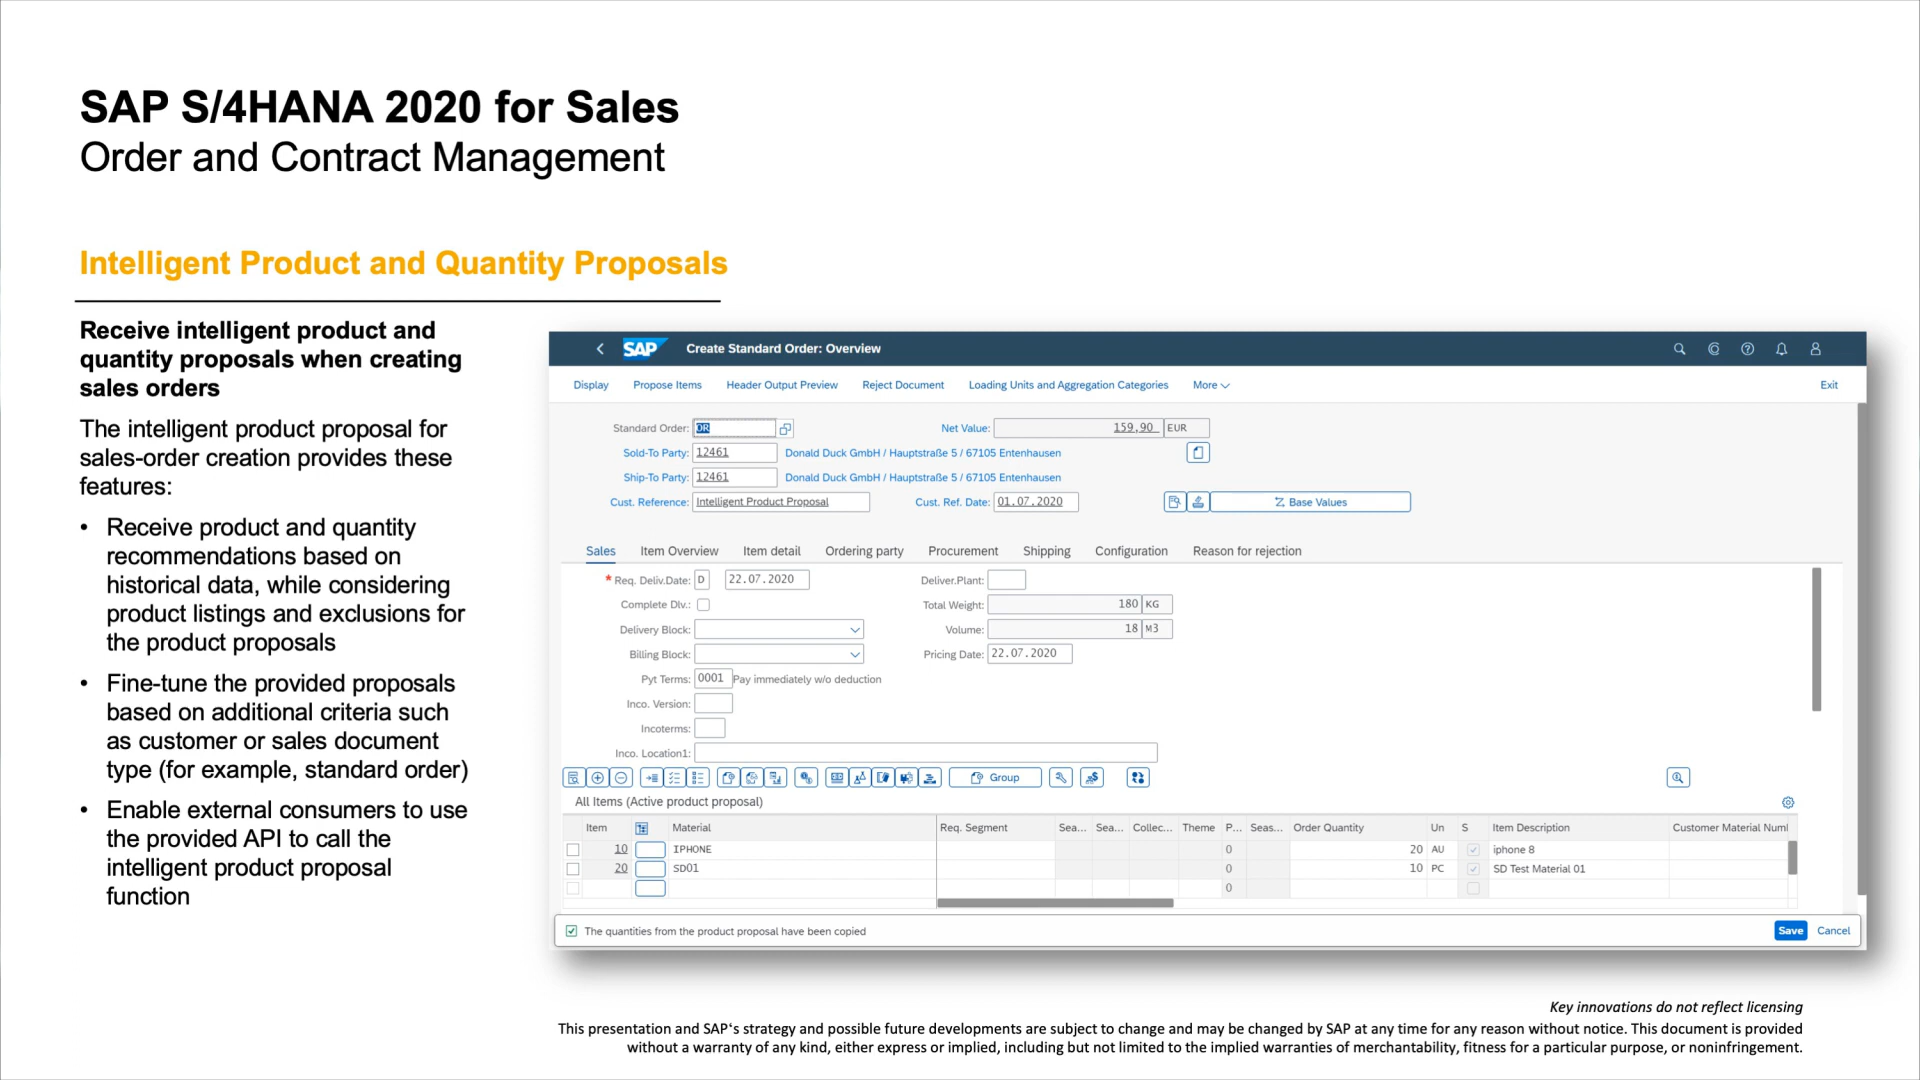 SAP S/4HANA 2020 for Sales
Order and Contract Management
Intelligent Product and Quantity Proposals
Receive intelligent product and
quantity proposals when creating
sales orders
The intelligent product proposal for
sales-order creation provides these
features:
• Receive product and quantity
recommendations based on
historical data, while considering
product listings and exclusions for
the product proposals
• Fine-tune the provided proposals
based on additional criteria such
as customer or sales document
type (for example, standard order)
• Enable external consumers to use
the provided API to call the
intelligent product proposal
function
SAP Create Standard Order: Overview
Display Propose Items Header Output Preview Reject Document Loading Units and Aggregation Categories More Exit
Standard Order: OR Net Value: 159,90 EUR
Sold-To Party: 12461 Donald Duck GmbH / Hauptstraße 5 / 67105 Entenhausen
Ship-To Party: 12461 Donald Duck GmbH / Hauptstraße 5 / 67105 Entenhausen
Cust. Reference: Intelligent Product Proposal Cust. Ref. Date: 01.07.2020 Base Values
Sales Item Overview Item detail Ordering party Procurement Shipping Configuration Reason for rejection
* Req. Deliv.Date: D 22.07.2020 Deliver.Plant:
Complete Dlv.: Total Weight: 180 KG
Delivery Block: Volume: 18 M3
Billing Block: Pricing Date: 22.07.2020
Pyt Terms: 0001 Pay immediately w/o deduction
Inco. Version:
Incoterms:
Inco. Location1:
Group
All Items (Active product proposal)
Item Material Req. Segment Sea... Sea... Collec... Theme P... Seas... Order Quantity Un S Item Description Customer Material Numl
10 IPHONE 0 20 AU iphone 8
20 SD01 0 10 PC SD Test Material 01
0
The quantities from the product proposal have been copied Save Cancel
Key innovations do not reflect licensing
This presentation and SAP‘s strategy and possible future developments are subject to change and may be changed by SAP at any time for any reason without notice. This document is provided
without a warranty of any kind, either express or implied, including but not limited to the implied warranties of merchantability, fitness for a particular purpose, or noninfringement.